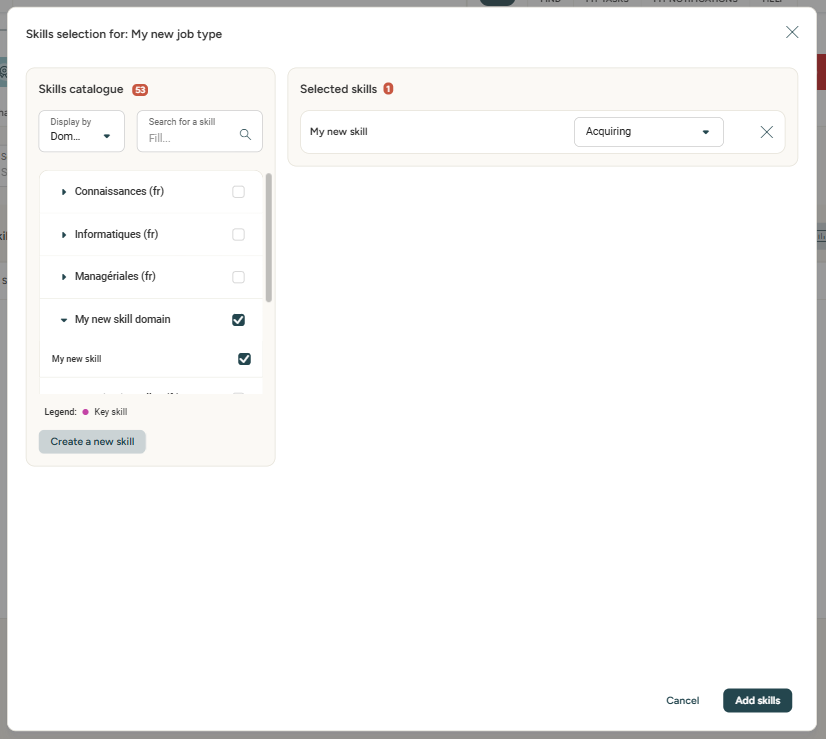 Skills selection for: My new job type
Skills catalogue 53
Display by
Dom...
Search for a skill
Fill...
Connaissances (fr)
Informatiques (fr)
Managériales (fr)
My new skill domain
My new skill
Legend: Key skill
Create a new skill
Selected skills 1
My new skill
Acquiring
Cancel
Add skills